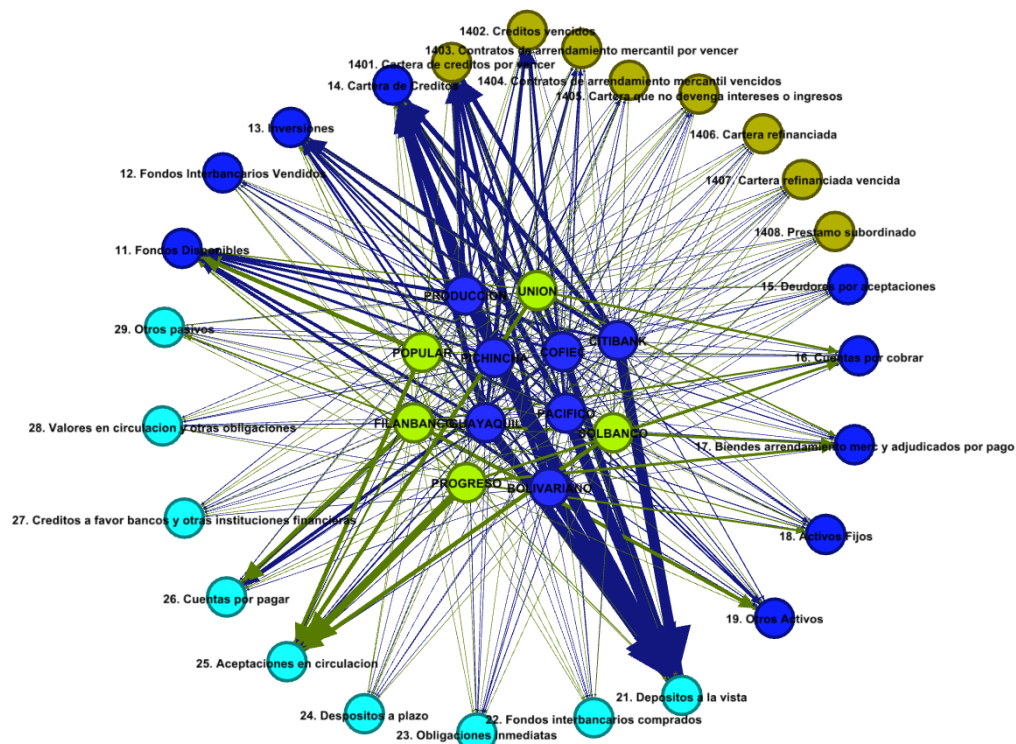 1402. Creditos vencidos
1403. Contratos de arrendamiento mercantil por vencer
1401. Cartera de creditos por vencer
1404. Contratos de arrendamiento mercantil vencidos
14. Cartera de Creditos
1405. Cartera que no devenga intereses o ingresos
13. Inversiones
1406. Cartera refinanciada
12. Fondos Interbancarios Vendidos
1407. Cartera refinanciada vencida
1408. Prestamo subordinado
11. Fondos Disponibles
15. Deudores por aceptaciones
PRODUCCION
UNION
29. Otros pasivos
CITIBANK
POPULAR
PICHINCHA
COFIEC
16. Cuentas por cobrar
PACIFICO
FILANBANCO
GUAYAQUIL
28. Valores en circulacion y otras obligaciones
SOLBANCO
17. Biendes arrendamiento merc y adjudicados por pago
PROGRESO
BOLIVARIANO
27. Creditos a favor bancos y otras instituciones financieras
18. Activos Fijos
26. Cuentas por pagar
19. Otros Activos
25. Aceptaciones en circulacion
21. Depositos a la vista
24. Despositos a plazo
22. Fondos interbancarios comprados
23. Obligaciones inmediatas